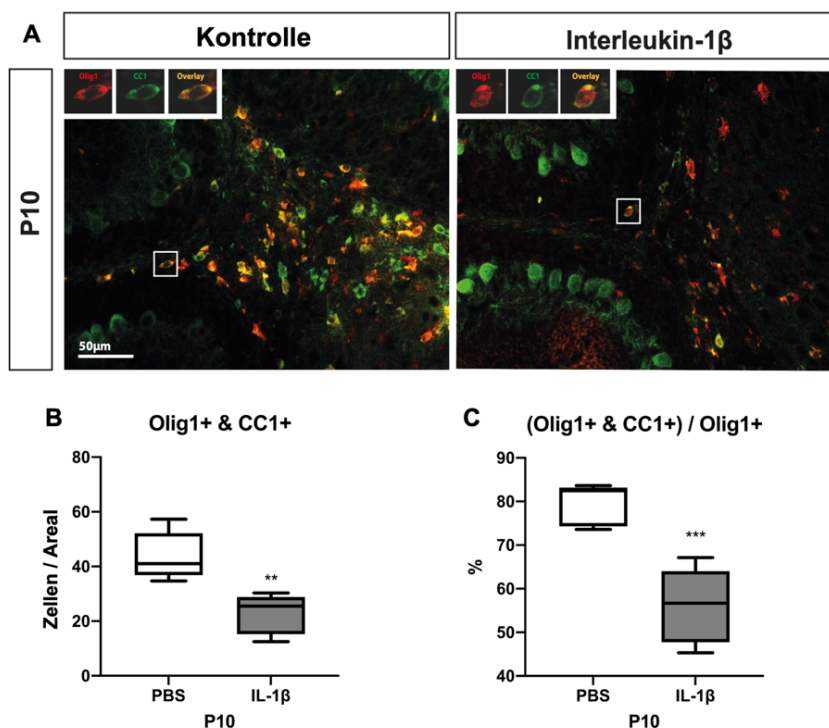 A
Kontrolle
Interleukin-1β
P10
Olig1 CC1 Overlay
Olig1 CC1 Overlay
50µm
B
Olig1+ & CC1+
Zellen / Areal
80
60
40
20
0
**
PBS IL-1β
P10
C
(Olig1+ & CC1+) / Olig1+
%
90
80
70
60
50
40
***
PBS IL-1β
P10